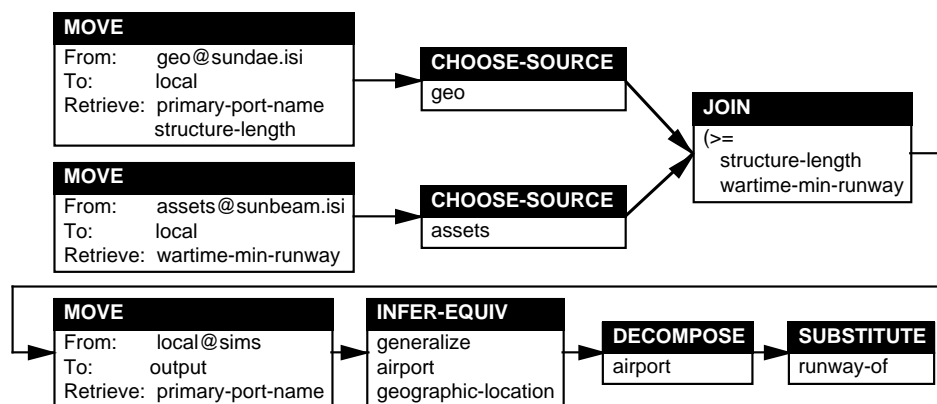 MOVE
From: geo@sundae.isi
To: local
Retrieve: primary-port-name
structure-length
CHOOSE-SOURCE
geo
MOVE
From: assets@sunbeam.isi
To: local
Retrieve: wartime-min-runway
CHOOSE-SOURCE
assets
JOIN
(>=
structure-length
wartime-min-runway
MOVE
From: local@sims
To: output
Retrieve: primary-port-name
INFER-EQUIV
generalize
airport
geographic-location
DECOMPOSE
airport
SUBSTITUTE
runway-of